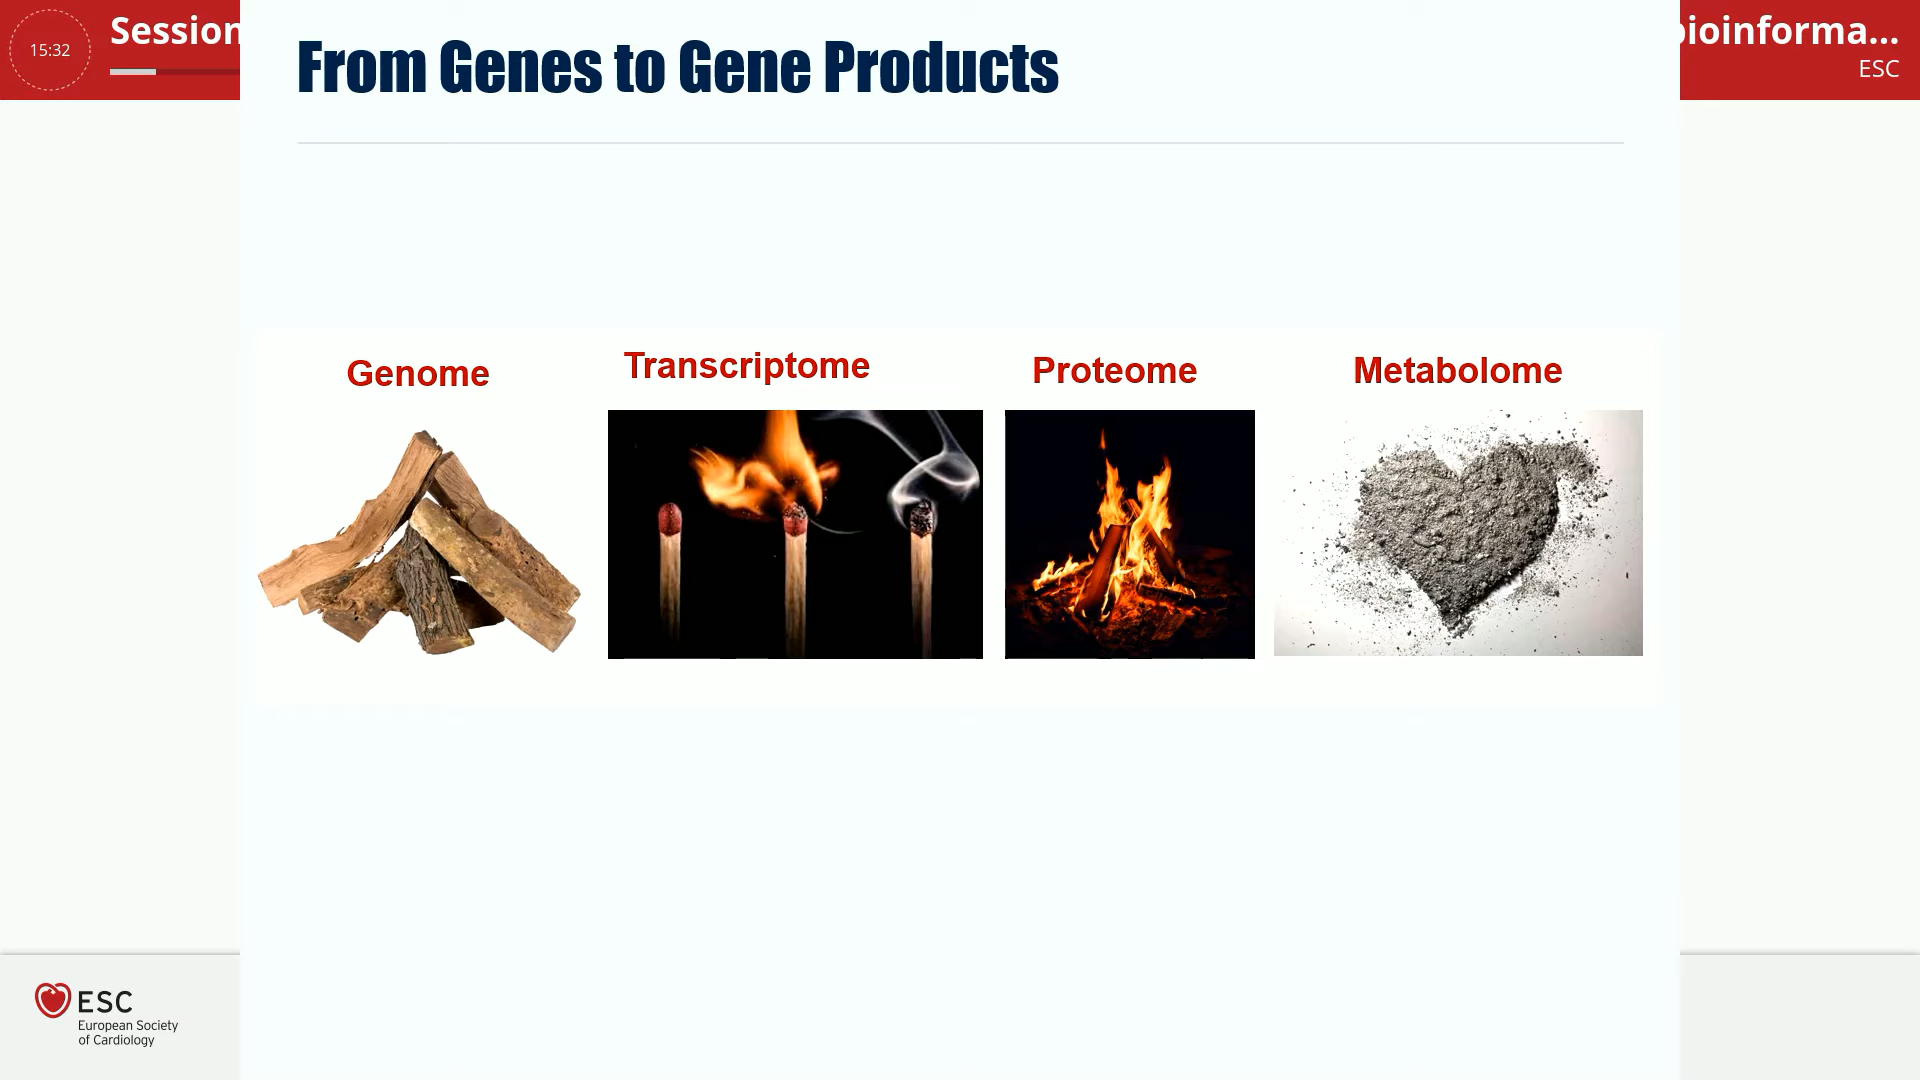 15:32
Session
From Genes to Gene Products
ioinforma...
ESC
Genome
Transcriptome
Proteome
Metabolome
ESC
European Society
of Cardiology